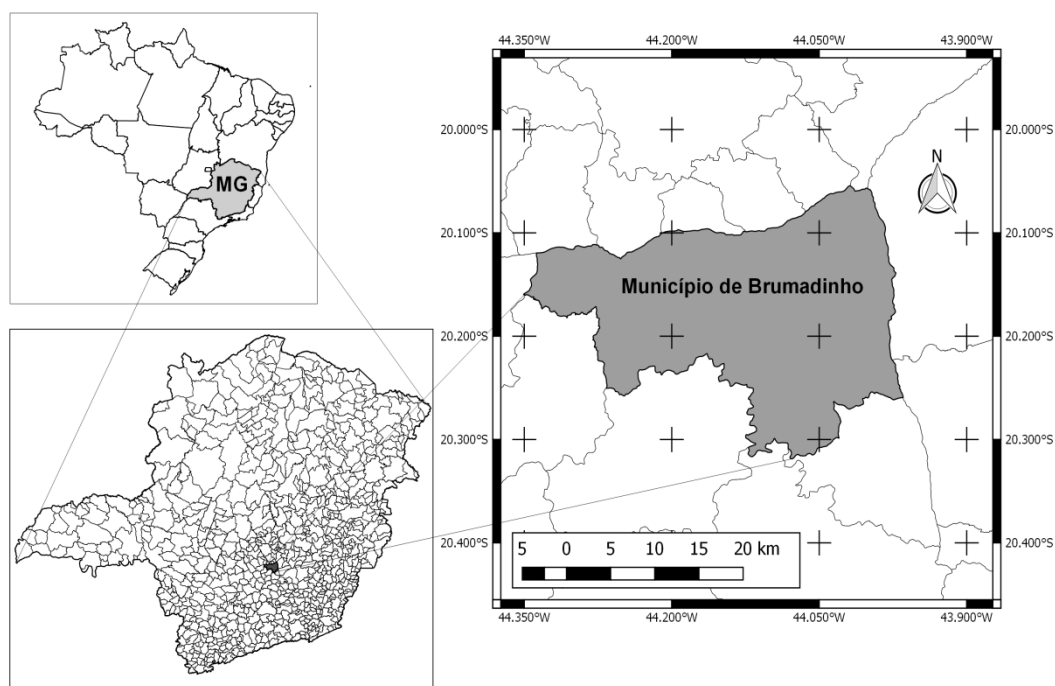 MG
44.350°W 44.200°W 44.050°W 43.900°W
N
20.000°S 20.000°S
20.100°S 20.100°S
Município de Brumadinho
20.200°S 20.200°S
20.300°S 20.300°S
20.400°S 20.400°S
5 0 5 10 15 20 km
44.350°W 44.200°W 44.050°W 43.900°W